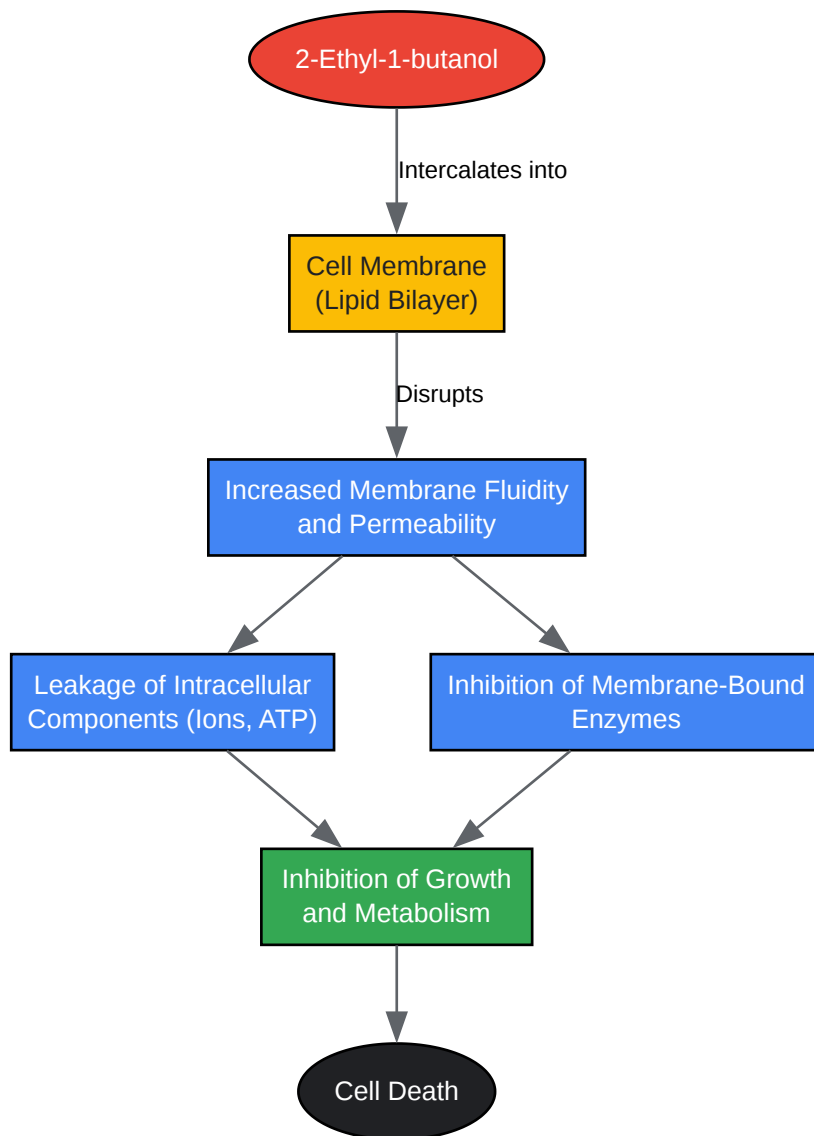 2-Ethyl-1-butanol
Intercalates into
Cell Membrane
(Lipid Bilayer)
Disrupts
Increased Membrane Fluidity
and Permeability
Leakage of Intracellular
Components (Ions, ATP)
Inhibition of Membrane-Bound
Enzymes
Inhibition of Growth
and Metabolism
Cell Death